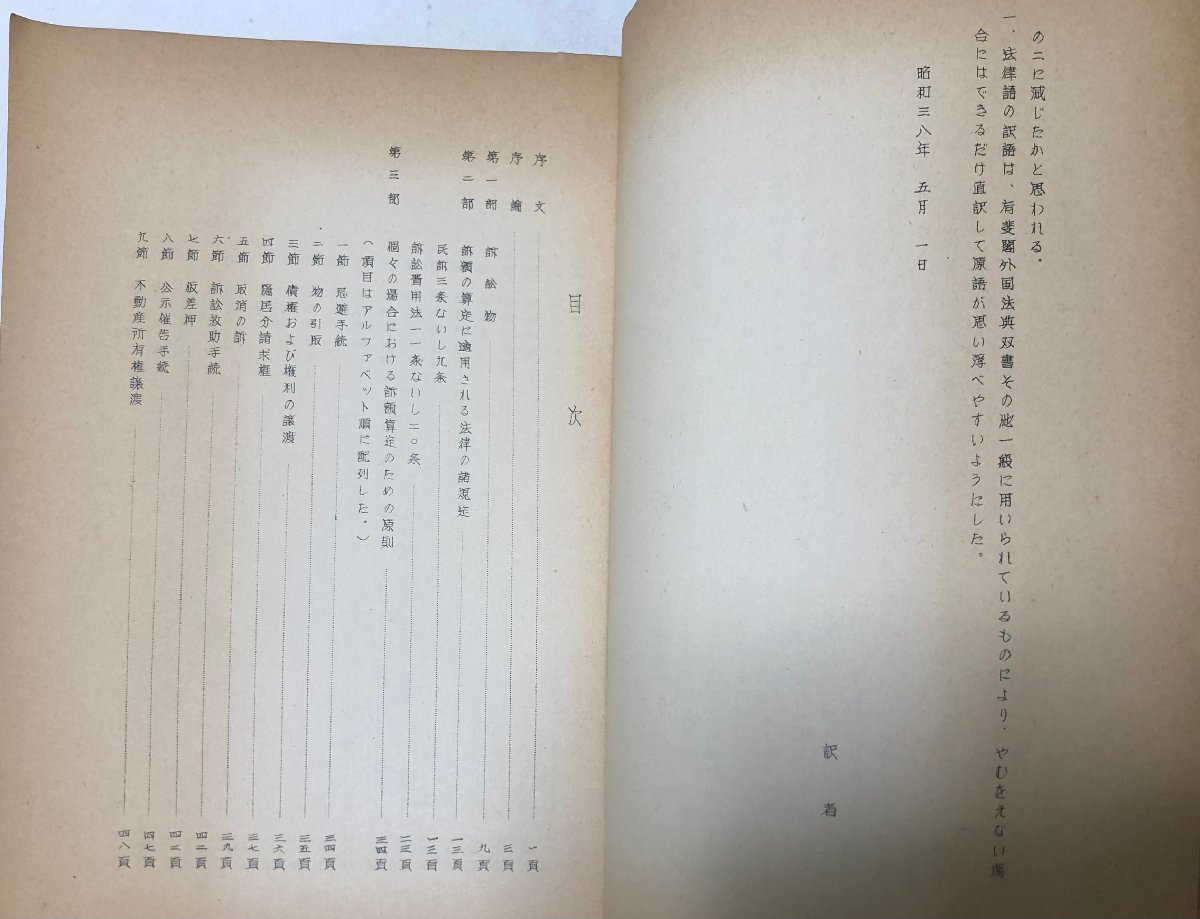 の二に減じたかと思われる。
一、法律語の訳語は、有斐閣外国法典双書その他一般に用いられているものにより、やむをえない場
合にはできるだけ直訳して原語が思い浮べやすいようにした。
昭和三八年 五月 一日
訳 者
目 次
序 文 一頁
序 論 三頁
第一部 訴 訟 物 九頁
第二部 訴額の算定に適用される法律の諸規定 一三頁
民訴三条ないし九条 一三頁
訴訟費用法一一条ないし二〇条 二三頁
第三部 個々の場合における訴額算定のための原則 三四頁
(項目はアルファベット順に配列した。)
一節 忌避手続 三四頁
二節 物の引取 三五頁
三節 債権および権利の譲渡 三六頁
四節 隠居分請求権 三七頁
五節 取消の訴 三九頁
六節 訴訟救助手続 四二頁
七節 仮差押 四二頁
八節 公示催告手続 四七頁
九節 不動産所有権譲渡 四八頁